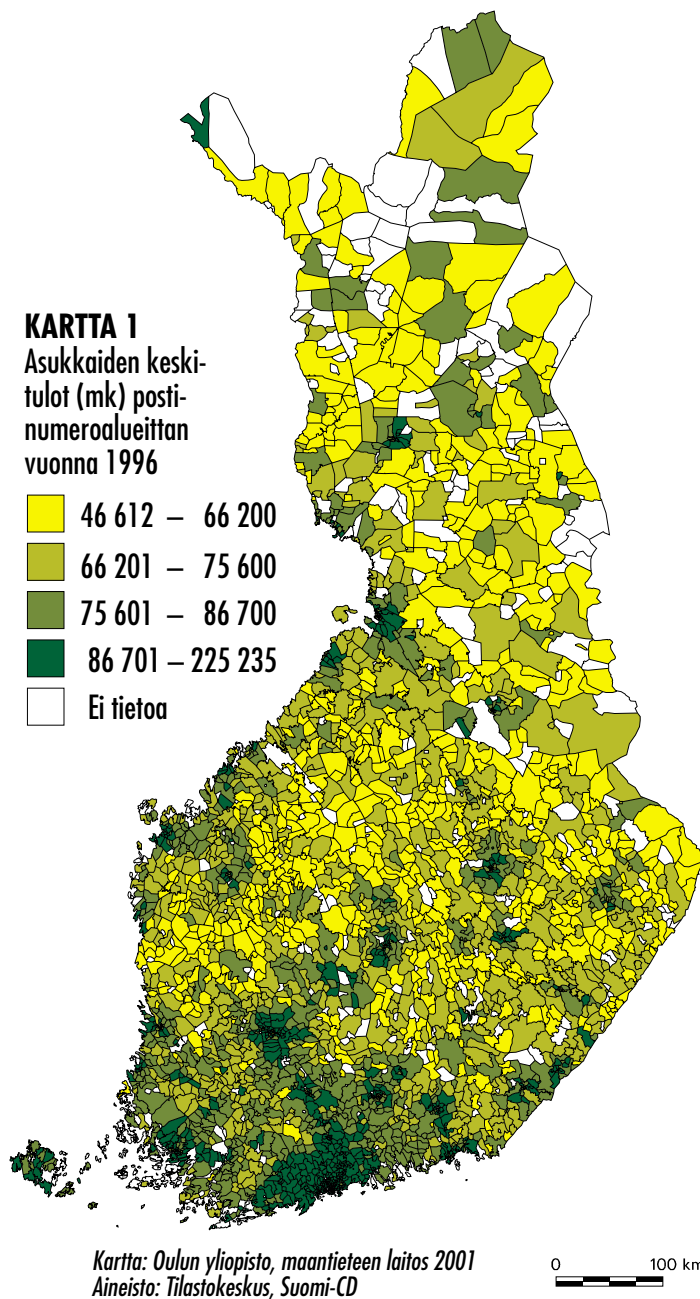 KARTTA 1
Asukkaiden keski-
tulot (mk) posti-
numeroalueittan
vuonna 1996
46 612 – 66 200
66 201 – 75 600
75 601 – 86 700
86 701 – 225 235
Ei tietoa
Kartta: Oulun yliopisto, maantieteen laitos 2001
Aineisto: Tilastokeskus, Suomi-CD
0 100 km